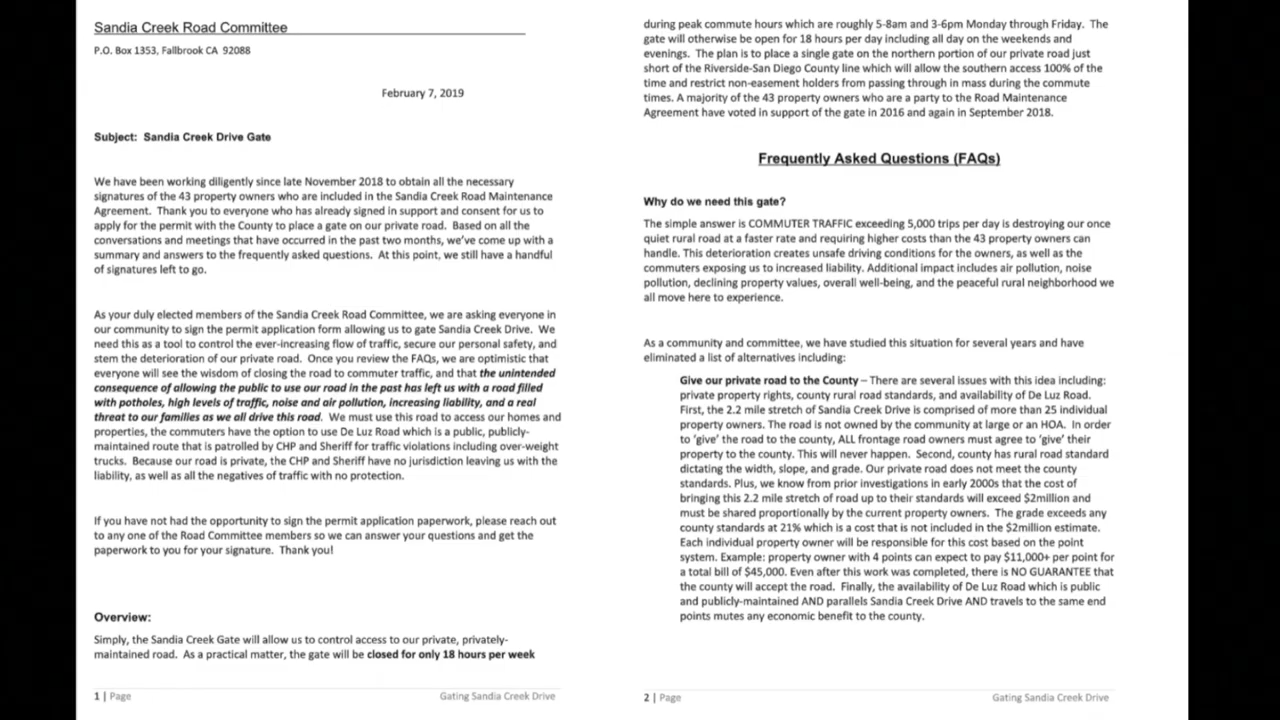 Sandia Creek Road Committee
P.O. Box 1353, Fallbrook CA 92088
February 7, 2019
Subject: Sandia Creek Drive Gate
We have been working diligently since late November 2018 to obtain all the necessary
signatures of the 43 property owners who are included in the Sandia Creek Road Maintenance
Agreement. Thank you to everyone who has already signed in support and consent for us to
apply for the permit with the County to place a gate on our private road. Based on all the
conversations and meetings that have occurred in the past two months, we've come up with a
summary and answers to the frequently asked questions. At this point, we still have a handful
of signatures left to go.
As your duly elected members of the Sandia Creek Road Committee, we are asking everyone in
our community to sign the permit application form allowing us to gate Sandia Creek Drive. We
need this as a tool to control the ever-increasing flow of traffic, secure our personal safety, and
stem the deterioration of our private road. Once you review the FAQs, we are optimistic that
everyone will see the wisdom of closing the road to commuter traffic, and that the unintended
consequence of allowing the public to use our road in the past has left us with a road filled
with potholes, high levels of traffic, noise and air pollution, increasing liability, and a real
threat to our families as we all drive this road. We must use this road to access our homes and
properties, the commuters have the option to use De Luz Road which is a public, publicly-
maintained route that is patrolled by CHP and Sheriff for traffic violations including over-weight
trucks. Because our road is private, the CHP and Sheriff have no jurisdiction leaving us with the
liability, as well as all the negatives of traffic with no protection.
If you have not had the opportunity to sign the permit application paperwork, please reach out
to any one of the Road Committee members so we can answer your questions and get the
paperwork to you for your signature. Thank you!
Overview:
Simply, the Sandia Creek Gate will allow us to control access to our private, privately-
maintained road. As a practical matter, the gate will be closed for only 18 hours per week
1 | Page
Gating Sandia Creek Drive
during peak commute hours which are roughly 5-8am and 3-6pm Monday through Friday. The
gate will otherwise be open for 18 hours per day including all day on the weekends and
evenings. The plan is to place a single gate on the northern portion of our private road just
short of the Riverside-San Diego County line which will allow the southern access 100% of the
time and restrict non-easement holders from passing through in mass during the commute
times. A majority of the 43 property owners who are a party to the Road Maintenance
Agreement have voted in support of the gate in 2016 and again in September 2018.
Frequently Asked Questions (FAQs)
Why do we need this gate?
The simple answer is COMMUTER TRAFFIC exceeding 5,000 trips per day is destroying our once
quiet rural road at a faster rate and requiring higher costs than the 43 property owners can
handle. This deterioration creates unsafe driving conditions for the owners, as well as the
commuters exposing us to increased liability. Additional impact includes air pollution, noise
pollution, declining property values, overall well-being, and the peaceful rural neighborhood we
all move here to experience.
As a community and committee, we have studied this situation for several years and have
eliminated a list of alternatives including:
Give our private road to the County – There are several issues with this idea including:
private property rights, county rural road standards, and availability of De Luz Road.
First, the 2.2 mile stretch of Sandia Creek Drive is comprised of more than 25 individual
property owners. The road is not owned by the community at large or an HOA. In order
to 'give' the road to the county, ALL frontage road owners must agree to 'give' their
property to the county. This will never happen. Second, county has rural road standard
dictating the width, slope, and grade. Our private road does not meet the county
standards. Plus, we know from prior investigations in early 2000s that the cost of
bringing this 2.2 mile stretch of road up to their standards will exceed $2million and
must be shared proportionally by the current property owners. The grade exceeds any
county standards at 21% which is a cost that is not included in the $2million estimate.
Each individual property owner will be responsible for this cost based on the point
system. Example: property owner with 4 points can expect to pay $11,000+ per point for
a total bill of $45,000. Even after this work was completed, there is NO GUARANTEE that
the county will accept the road. Finally, the availability of De Luz Road which is public
and publicly-maintained AND parallels Sandia Creek Drive AND travels to the same end
points mutes any economic benefit to the county.
2 | Page
Gating Sandia Creek Drive